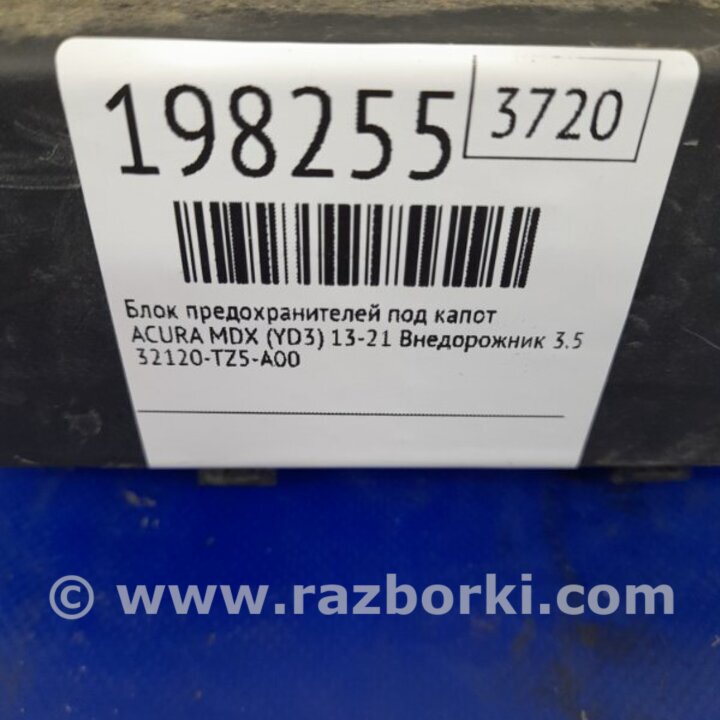 198255
3720
Блок предохранителей под капот
ACURA MDX (YD3) 13-21 Внедорожник 3.5
32120-TZ5-A00
© www.razborki.com